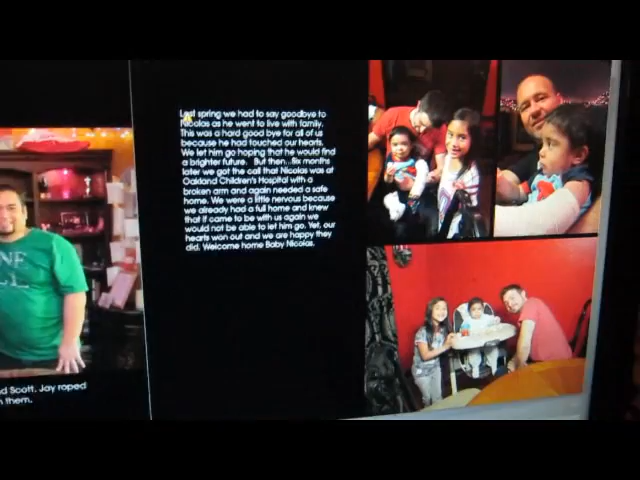 Last spring we had to say goodbye to
Nicolas as he went to live with family.
This was a hard good bye for all of us
because he had touched our hearts.
We let him go hoping that he would find
a brighter future. But then...Six months
later we got the call that Nicolas was at
Oakland Children's Hospital with a
broken arm and again needed a safe
home. We were a little nervous because
we already had a full home and knew
that if came to be with us again we
would not be able to let him go. Yet, our
hearts won out and we are happy they
did. Welcome home Baby Nicolas.
d Scott. Jay roped
them.